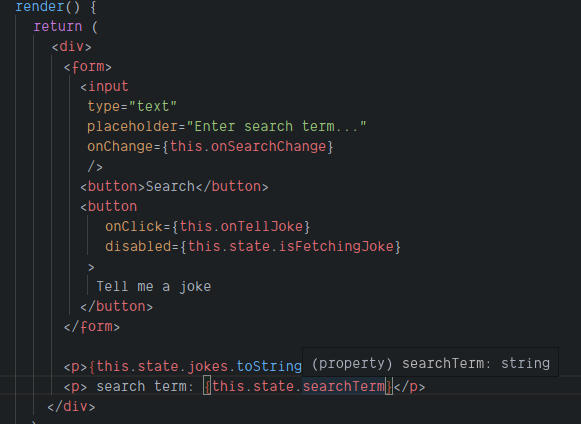 render() {
return (
<div>
<form>
<input
type="text"
placeholder="Enter search term..."
onChange={this.onSearchChange}
/>
<button>Search</button>
<button
onClick={this.onTellJoke}
disabled={this.state.isFetchingJoke}
>
Tell me a joke
</button>
</form>
<p>{this.state.jokes.toString
(property) searchTerm: string
<p> search term: {this.state.searchTerm}</p>
</div>